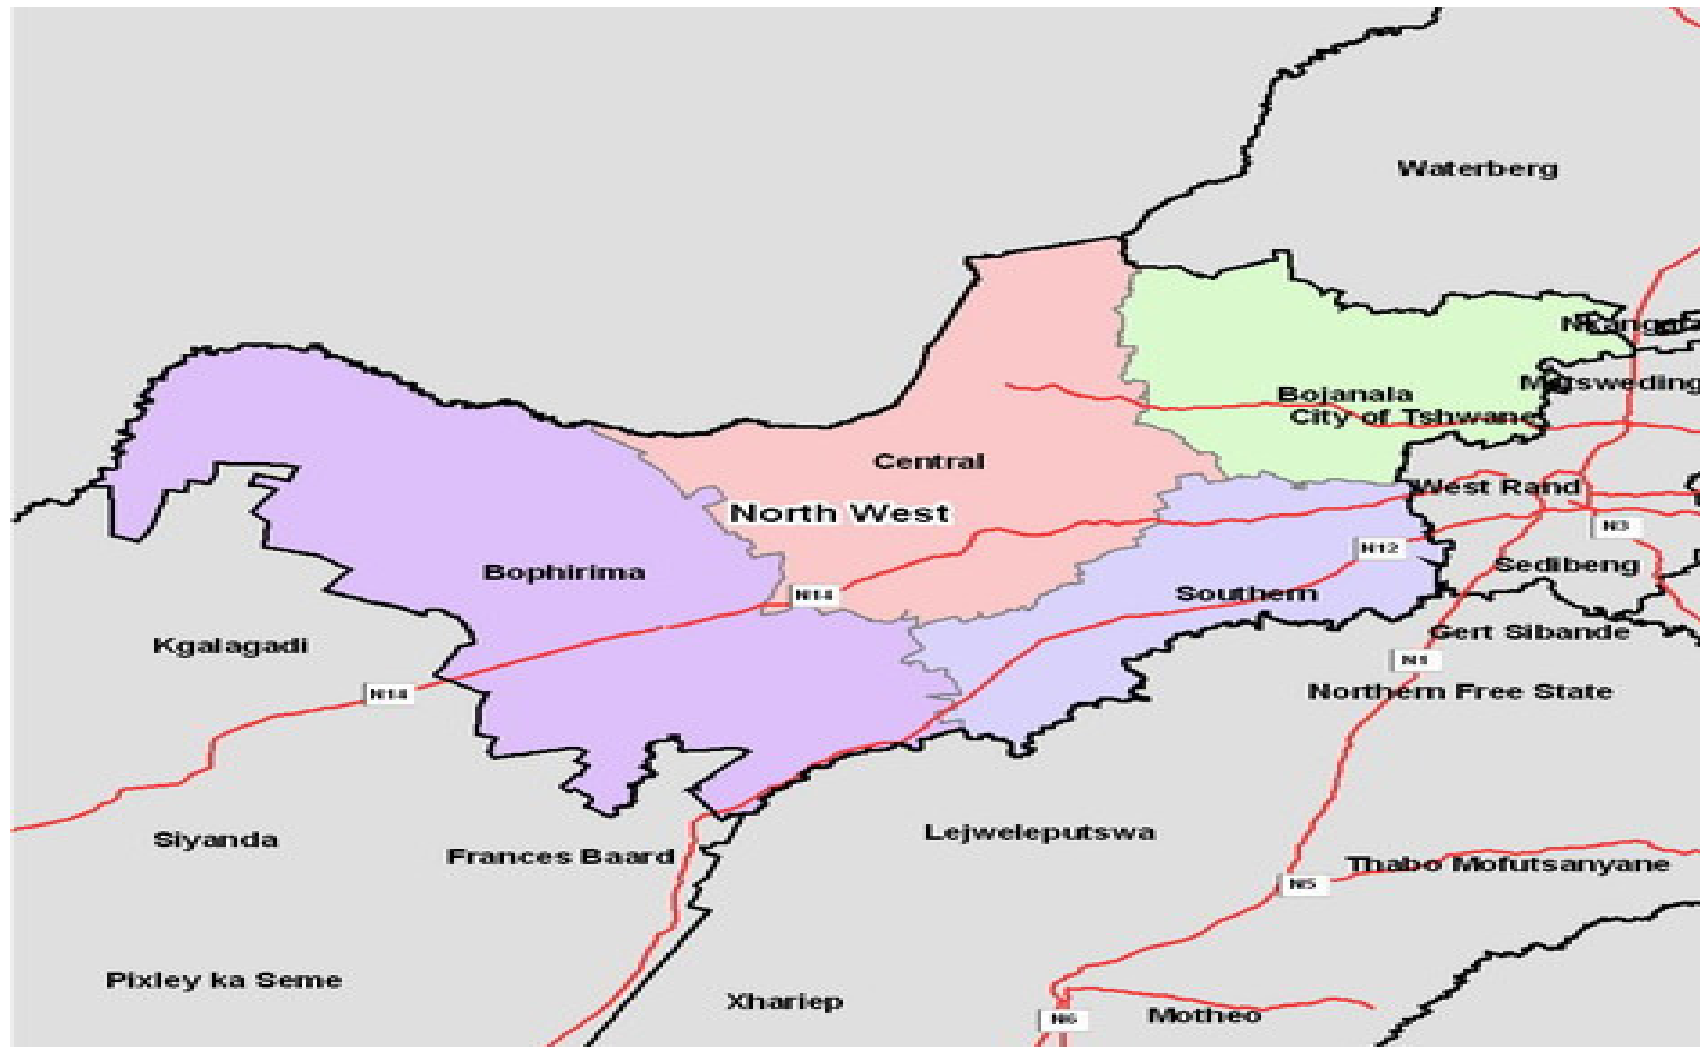 Waterberg
Metsweding
Bojanala
City of Tshwane
Central
West Rand
North West
N3
N12
Sedibeng
Bophirima
N14
Southern
Gert Sibande
Kgalagadi
N1
Northern Free State
N14
Siyanda
Lejweleputswa
Frances Baard
Thabo Mofutsanyane
N5
Pixley ka Seme
Xhariep
N6
Motheo